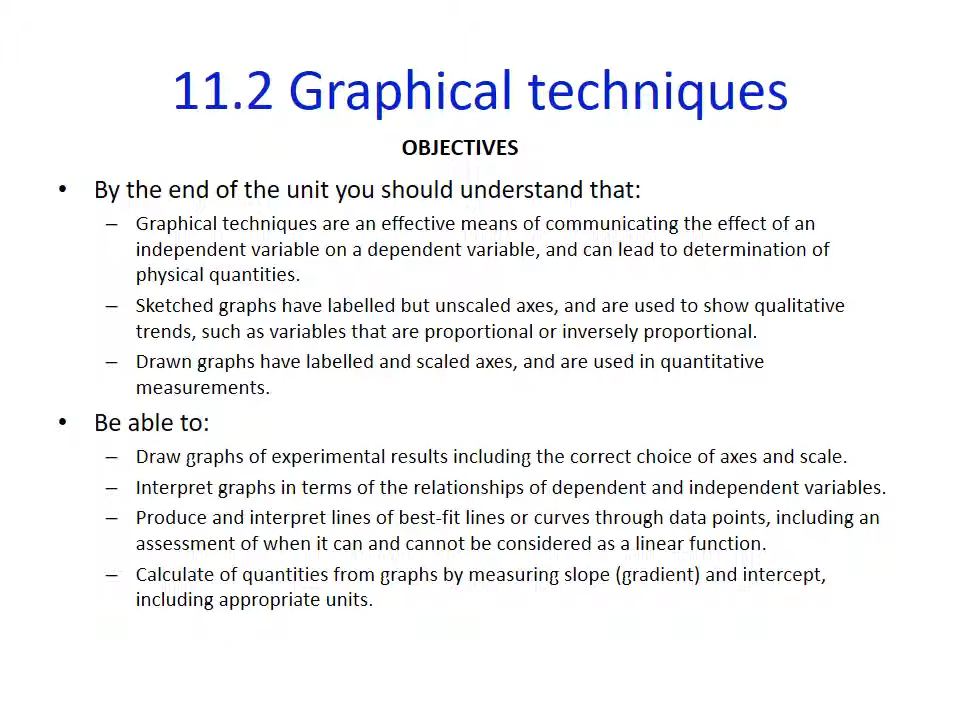 11.2 Graphical techniques
OBJECTIVES
• By the end of the unit you should understand that:
– Graphical techniques are an effective means of communicating the effect of an
independent variable on a dependent variable, and can lead to determination of
physical quantities.
– Sketched graphs have labelled but unscaled axes, and are used to show qualitative
trends, such as variables that are proportional or inversely proportional.
– Drawn graphs have labelled and scaled axes, and are used in quantitative
measurements.
• Be able to:
– Draw graphs of experimental results including the correct choice of axes and scale.
– Interpret graphs in terms of the relationships of dependent and independent variables.
– Produce and interpret lines of best-fit lines or curves through data points, including an
assessment of when it can and cannot be considered as a linear function.
– Calculate of quantities from graphs by measuring slope (gradient) and intercept,
including appropriate units.